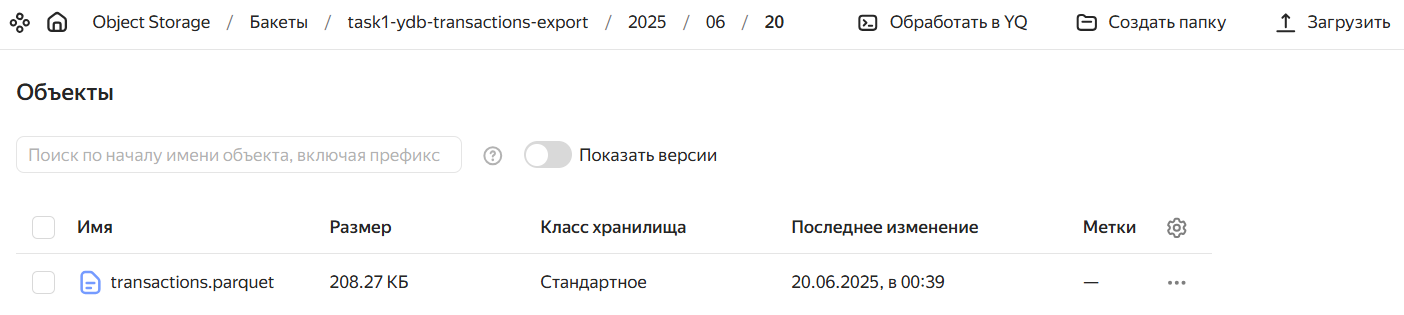 Object Storage / Бакеты / task1-ydb-transactions-export / 2025 / 06 / 20 Обработать в YQ Создать папку Загрузить
Объекты
Поиск по началу имени объекта, включая префикс ? Показать версии
Имя Размер Класс хранилища Последнее изменение Метки
transactions.parquet 208.27 КБ Стандартное 20.06.2025, в 00:39 —